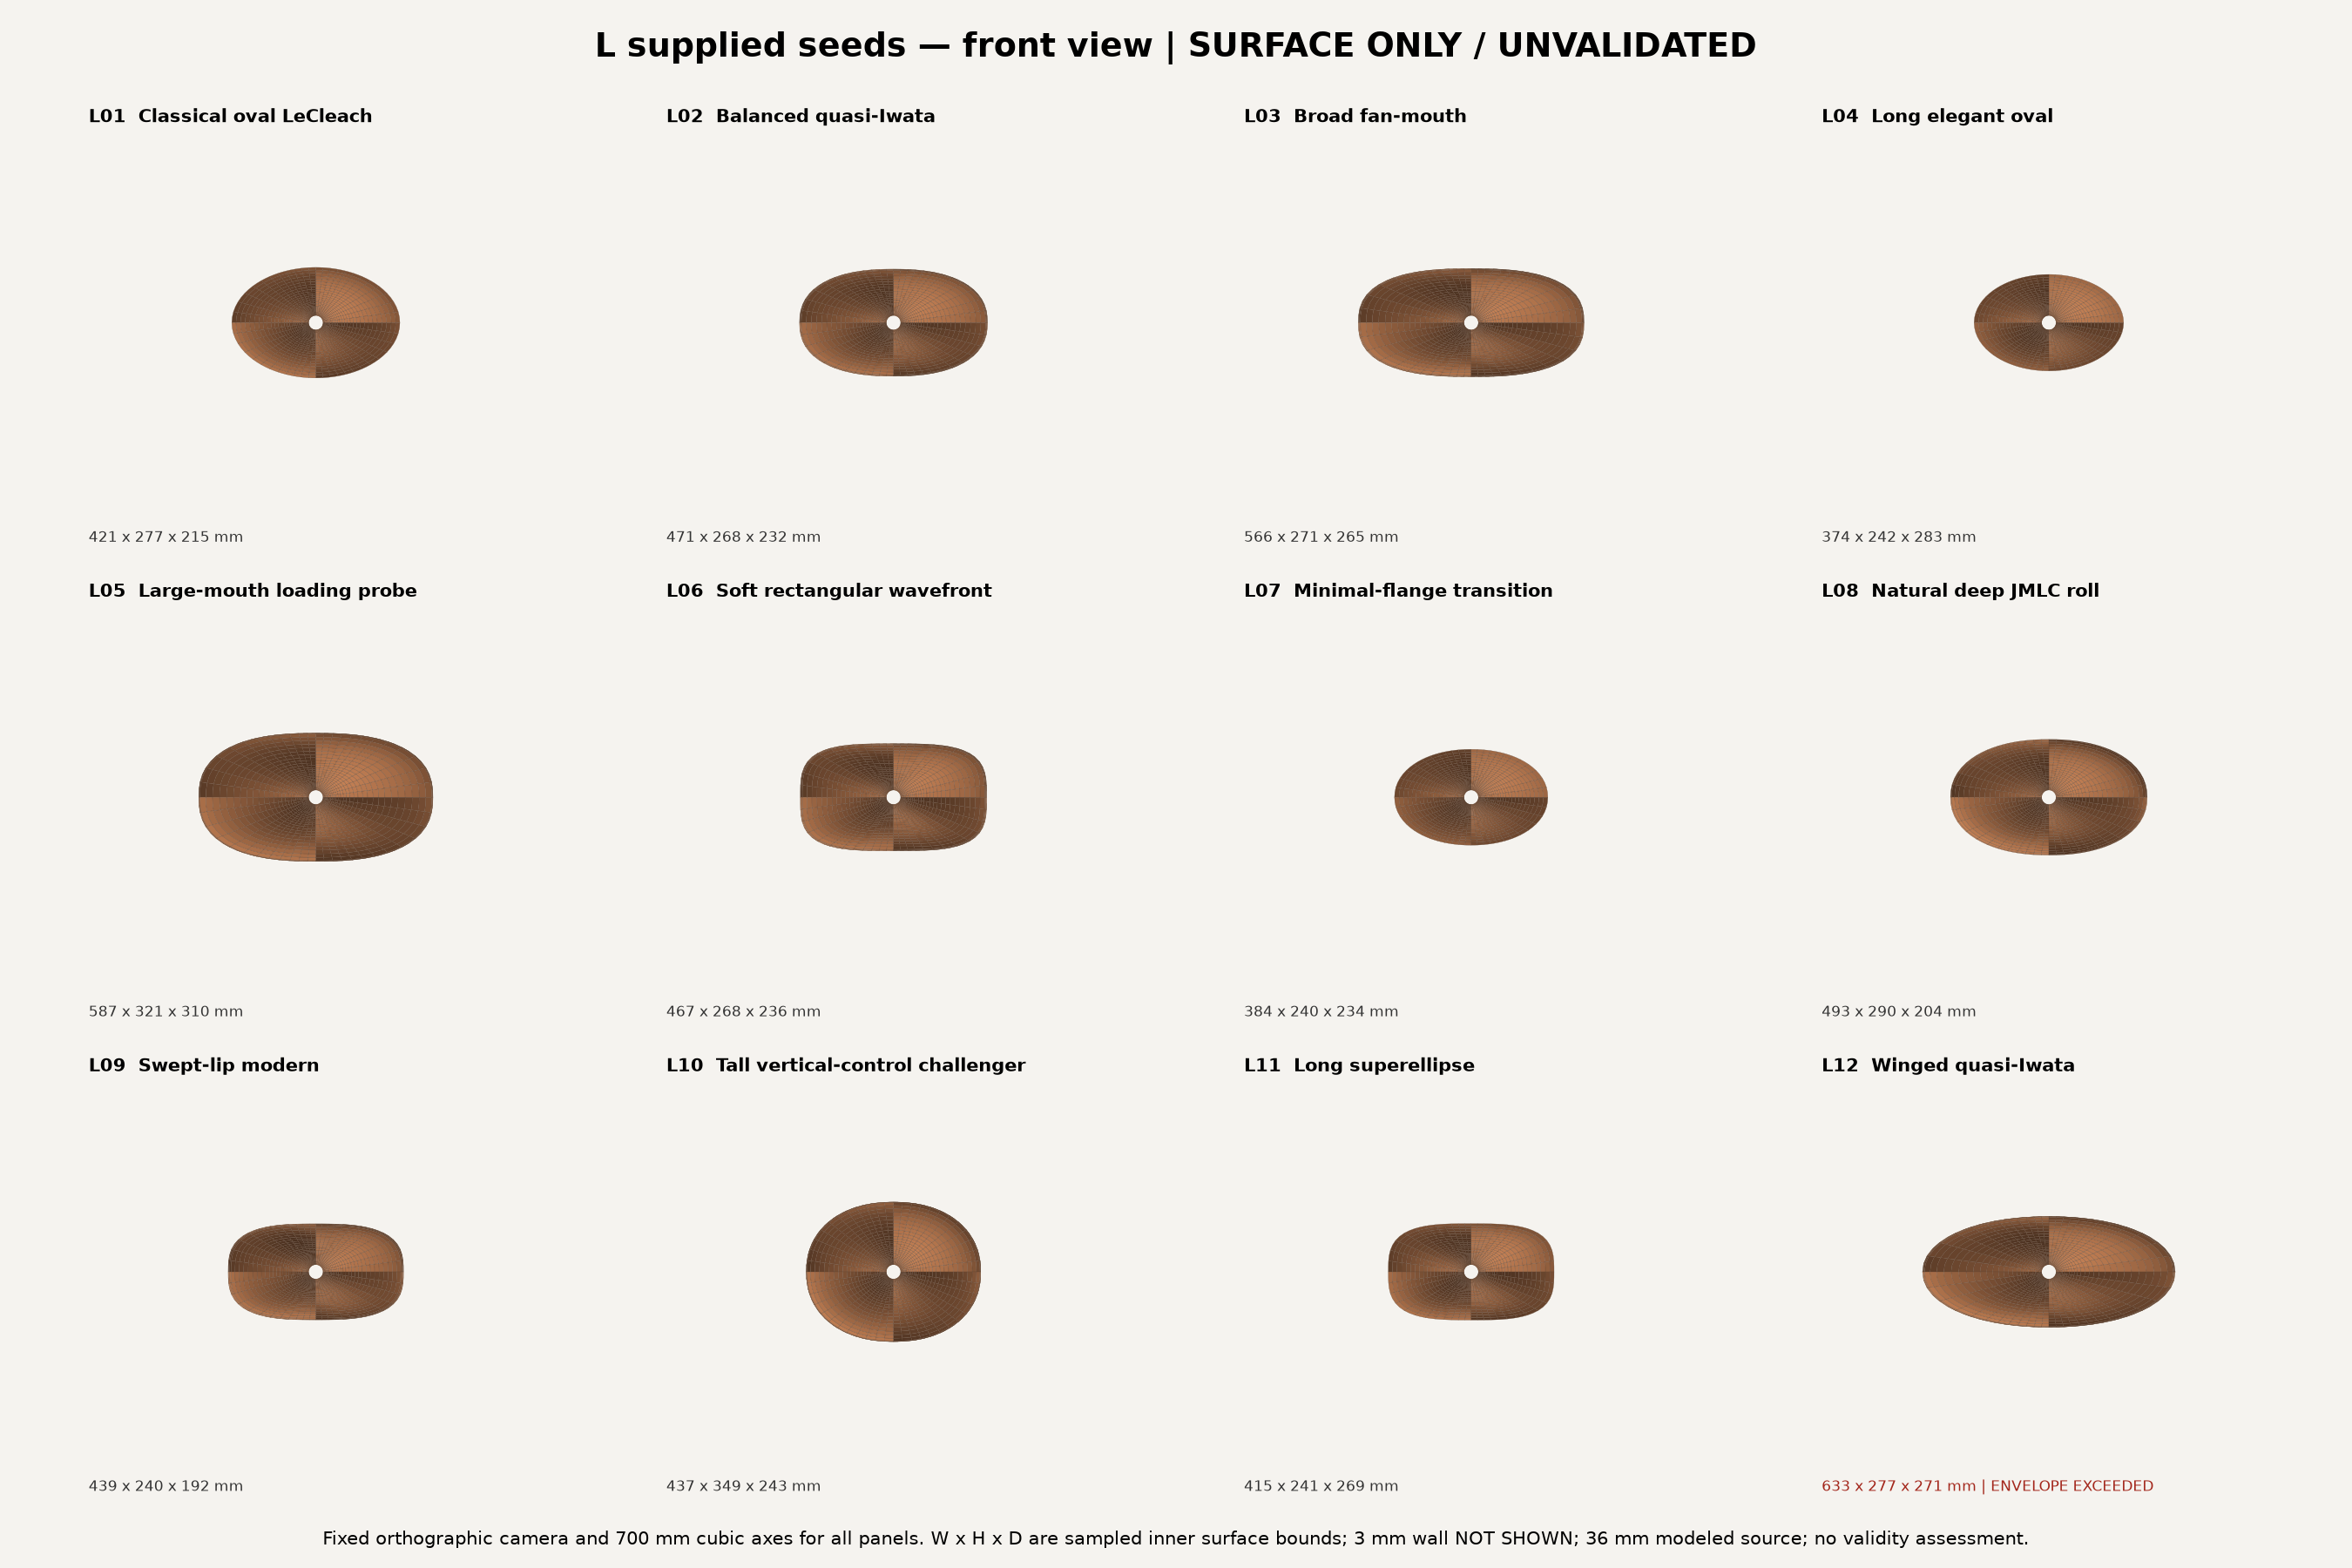 L supplied seeds — front view | SURFACE ONLY / UNVALIDATED
L01 Classical oval LeCleach
L02 Balanced quasi-Iwata
L03 Broad fan-mouth
L04 Long elegant oval
421 x 277 x 215 mm
471 x 268 x 232 mm
566 x 271 x 265 mm
374 x 242 x 283 mm
L05 Large-mouth loading probe
L06 Soft rectangular wavefront
L07 Minimal-flange transition
L08 Natural deep JMLC roll
587 x 321 x 310 mm
467 x 268 x 236 mm
384 x 240 x 234 mm
493 x 290 x 204 mm
L09 Swept-lip modern
L10 Tall vertical-control challenger
L11 Long superellipse
L12 Winged quasi-Iwata
439 x 240 x 192 mm
437 x 349 x 243 mm
415 x 241 x 269 mm
633 x 277 x 271 mm | ENVELOPE EXCEEDED
Fixed orthographic camera and 700 mm cubic axes for all panels. W x H x D are sampled inner surface bounds; 3 mm wall NOT SHOWN; 36 mm modeled source; no validity assessment.